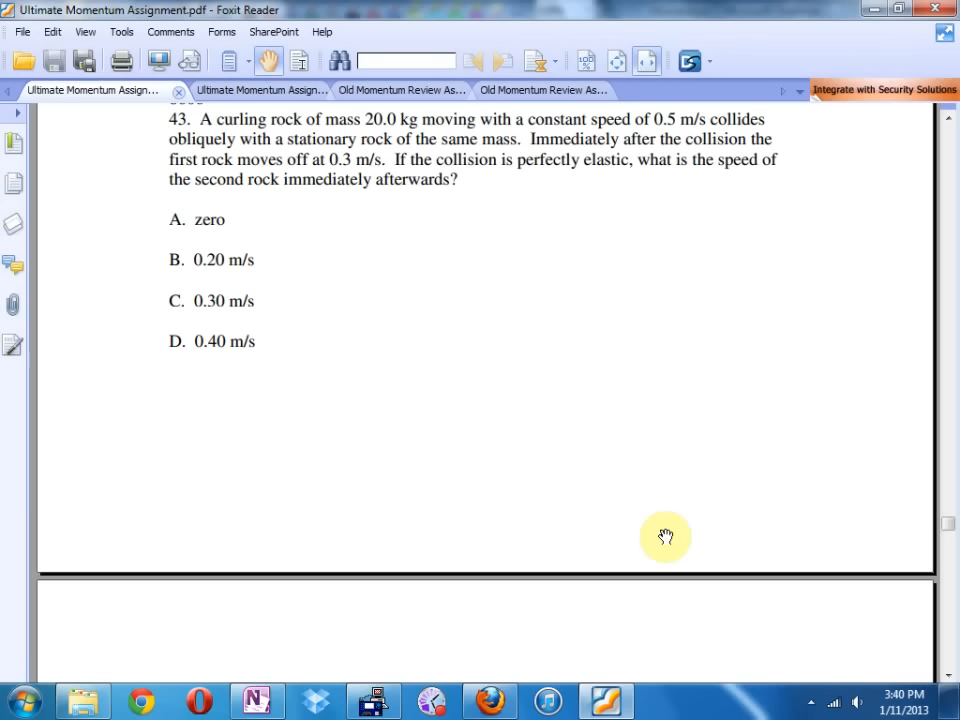 Ultimate Momentum Assignment.pdf - Foxit Reader
File Edit View Tools Comments Forms SharePoint Help
Ultimate Momentum Assign... Ultimate Momentum Assign... Old Momentum Review As... Old Momentum Review As... Integrate with Security Solutions
43. A curling rock of mass 20.0 kg moving with a constant speed of 0.5 m/s collides
obliquely with a stationary rock of the same mass. Immediately after the collision the
first rock moves off at 0.3 m/s. If the collision is perfectly elastic, what is the speed of
the second rock immediately afterwards?
A. zero
B. 0.20 m/s
C. 0.30 m/s
D. 0.40 m/s
3:40 PM
1/11/2013